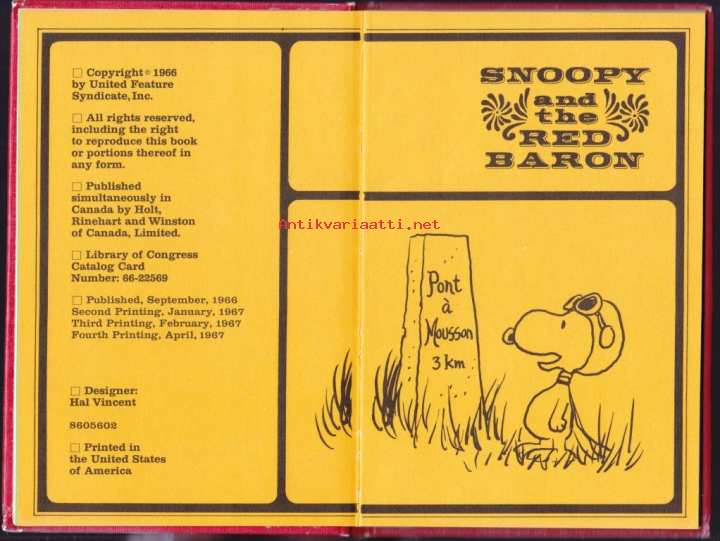 □ Copyright © 1966
by United Feature
Syndicate, Inc.
□ All rights reserved,
including the right
to reproduce this book
or portions thereof in
any form.
□ Published
simultaneously in
Canada by Holt,
Rinehart and Winston
of Canada, Limited.
□ Library of Congress
Catalog Card
Number: 66-22569
□ Published, September, 1966
Second Printing, January, 1967
Third Printing, February, 1967
Fourth Printing, April, 1967
□ Designer:
Hal Vincent
8605602
□ Printed in
the United States
of America
SNOOPY
and
the
RED
BARON
Antikvariaatti.net
Pont
à
Mousson
3 km